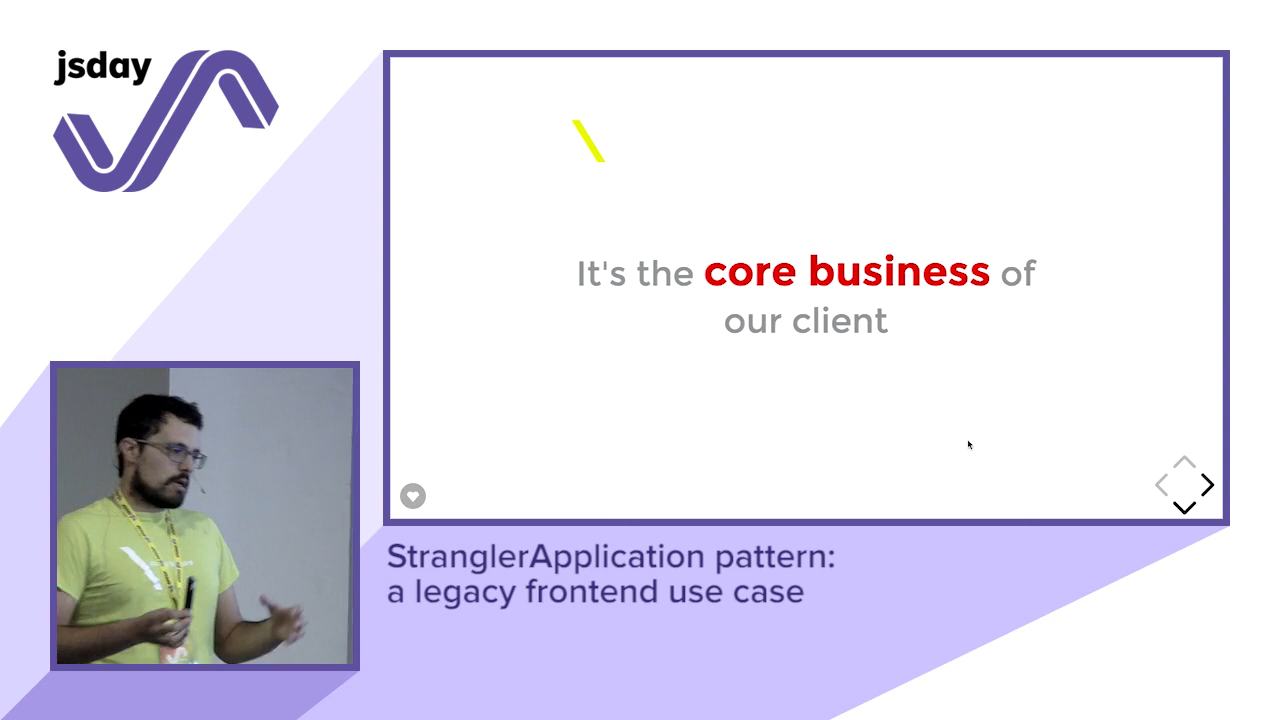 jsday
It's the core business of
our client
StranglerApplication pattern:
a legacy frontend use case